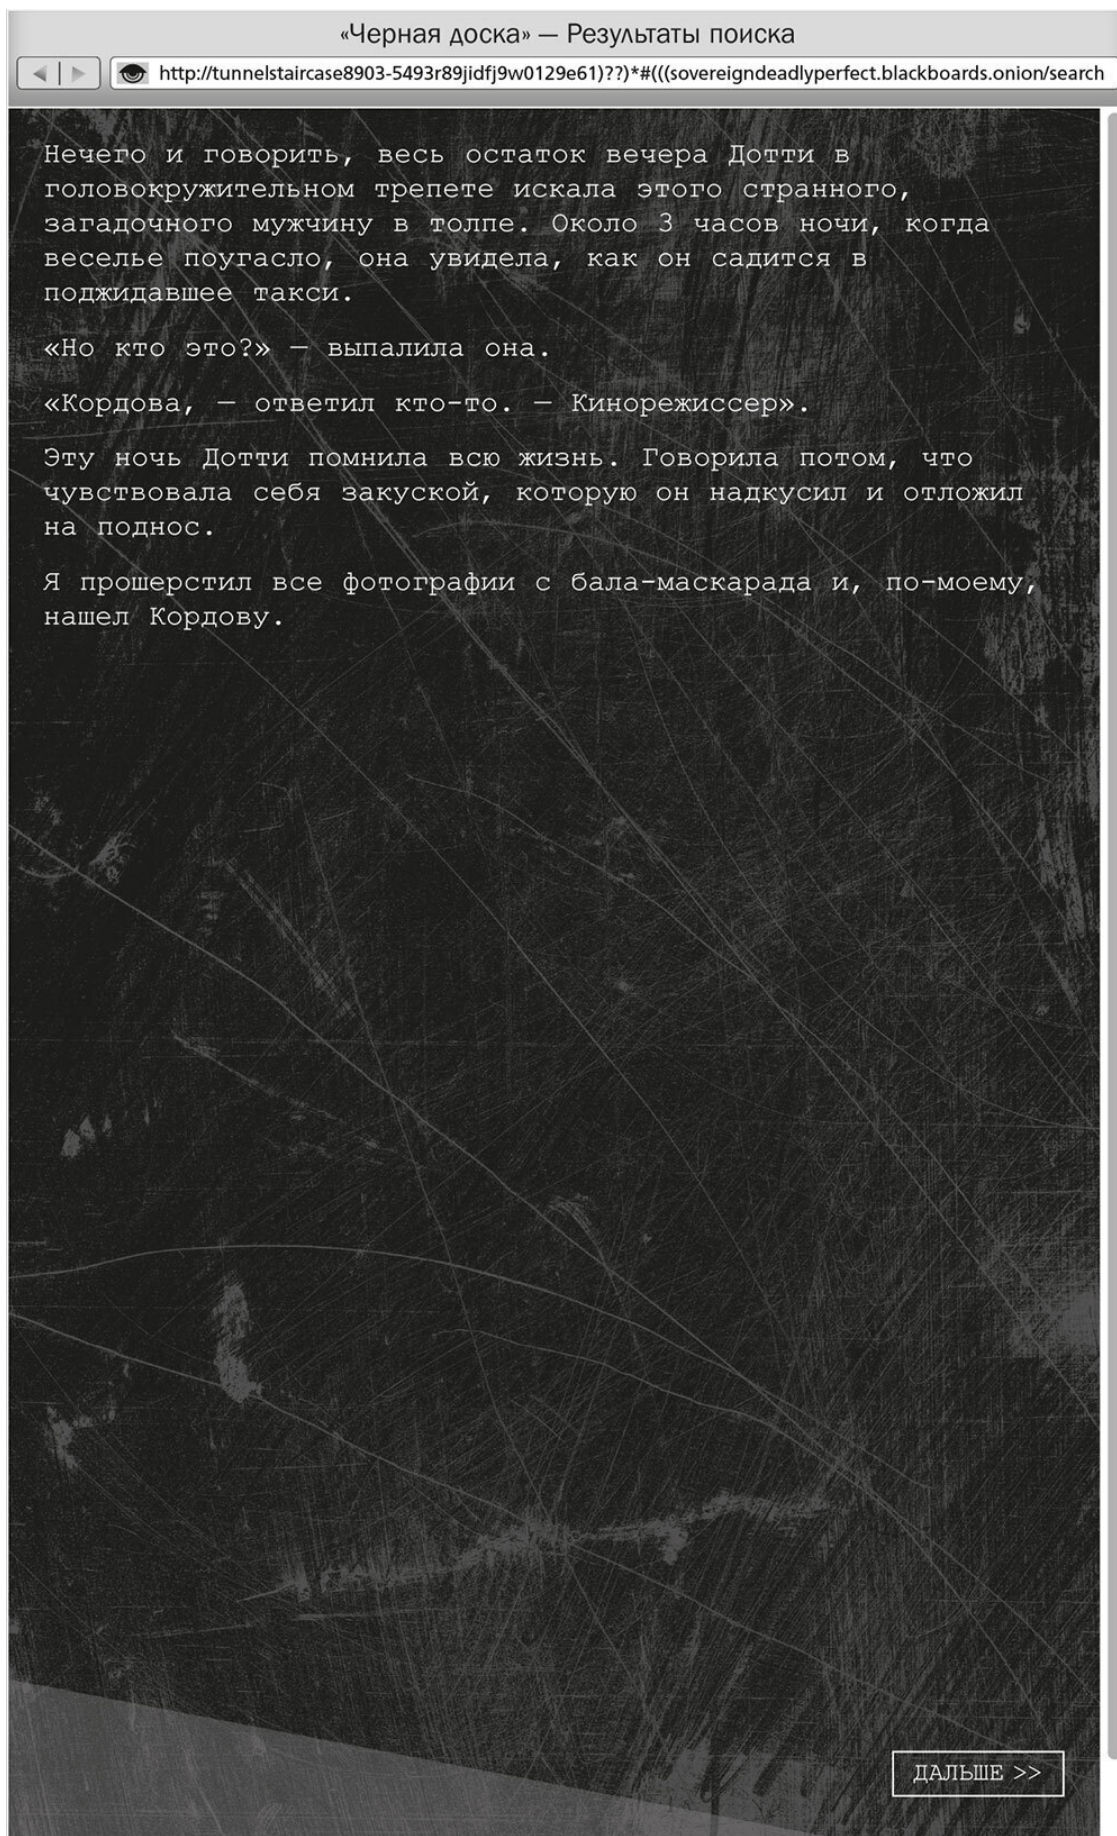 «Черная доска» — Результаты поиска
http://tunnelstaircase8903-5493r89jidfj9w0129e61)??)*#(((sovereigndeadlyperfect.blackboards.onion/search
Нечего и говорить, весь остаток вечера Дотти в
головокружительном трепете искала этого странного,
загадочного мужчину в толпе. Около 3 часов ночи, когда
веселье поугасло, она увидела, как он садится в
поджидавшее такси.
«Но кто это?» — выпалила она.
«Кордова, — ответил кто-то. — Кинорежиссер».
Эту ночь Дотти помнила всю жизнь. Говорила потом, что
чувствовала себя закуской, которую он надкусил и отложил
на поднос.
Я прошерстил все фотографии с бала-маскарада и, по-моему,
нашел Кордову.
ДАЛЬШЕ >>